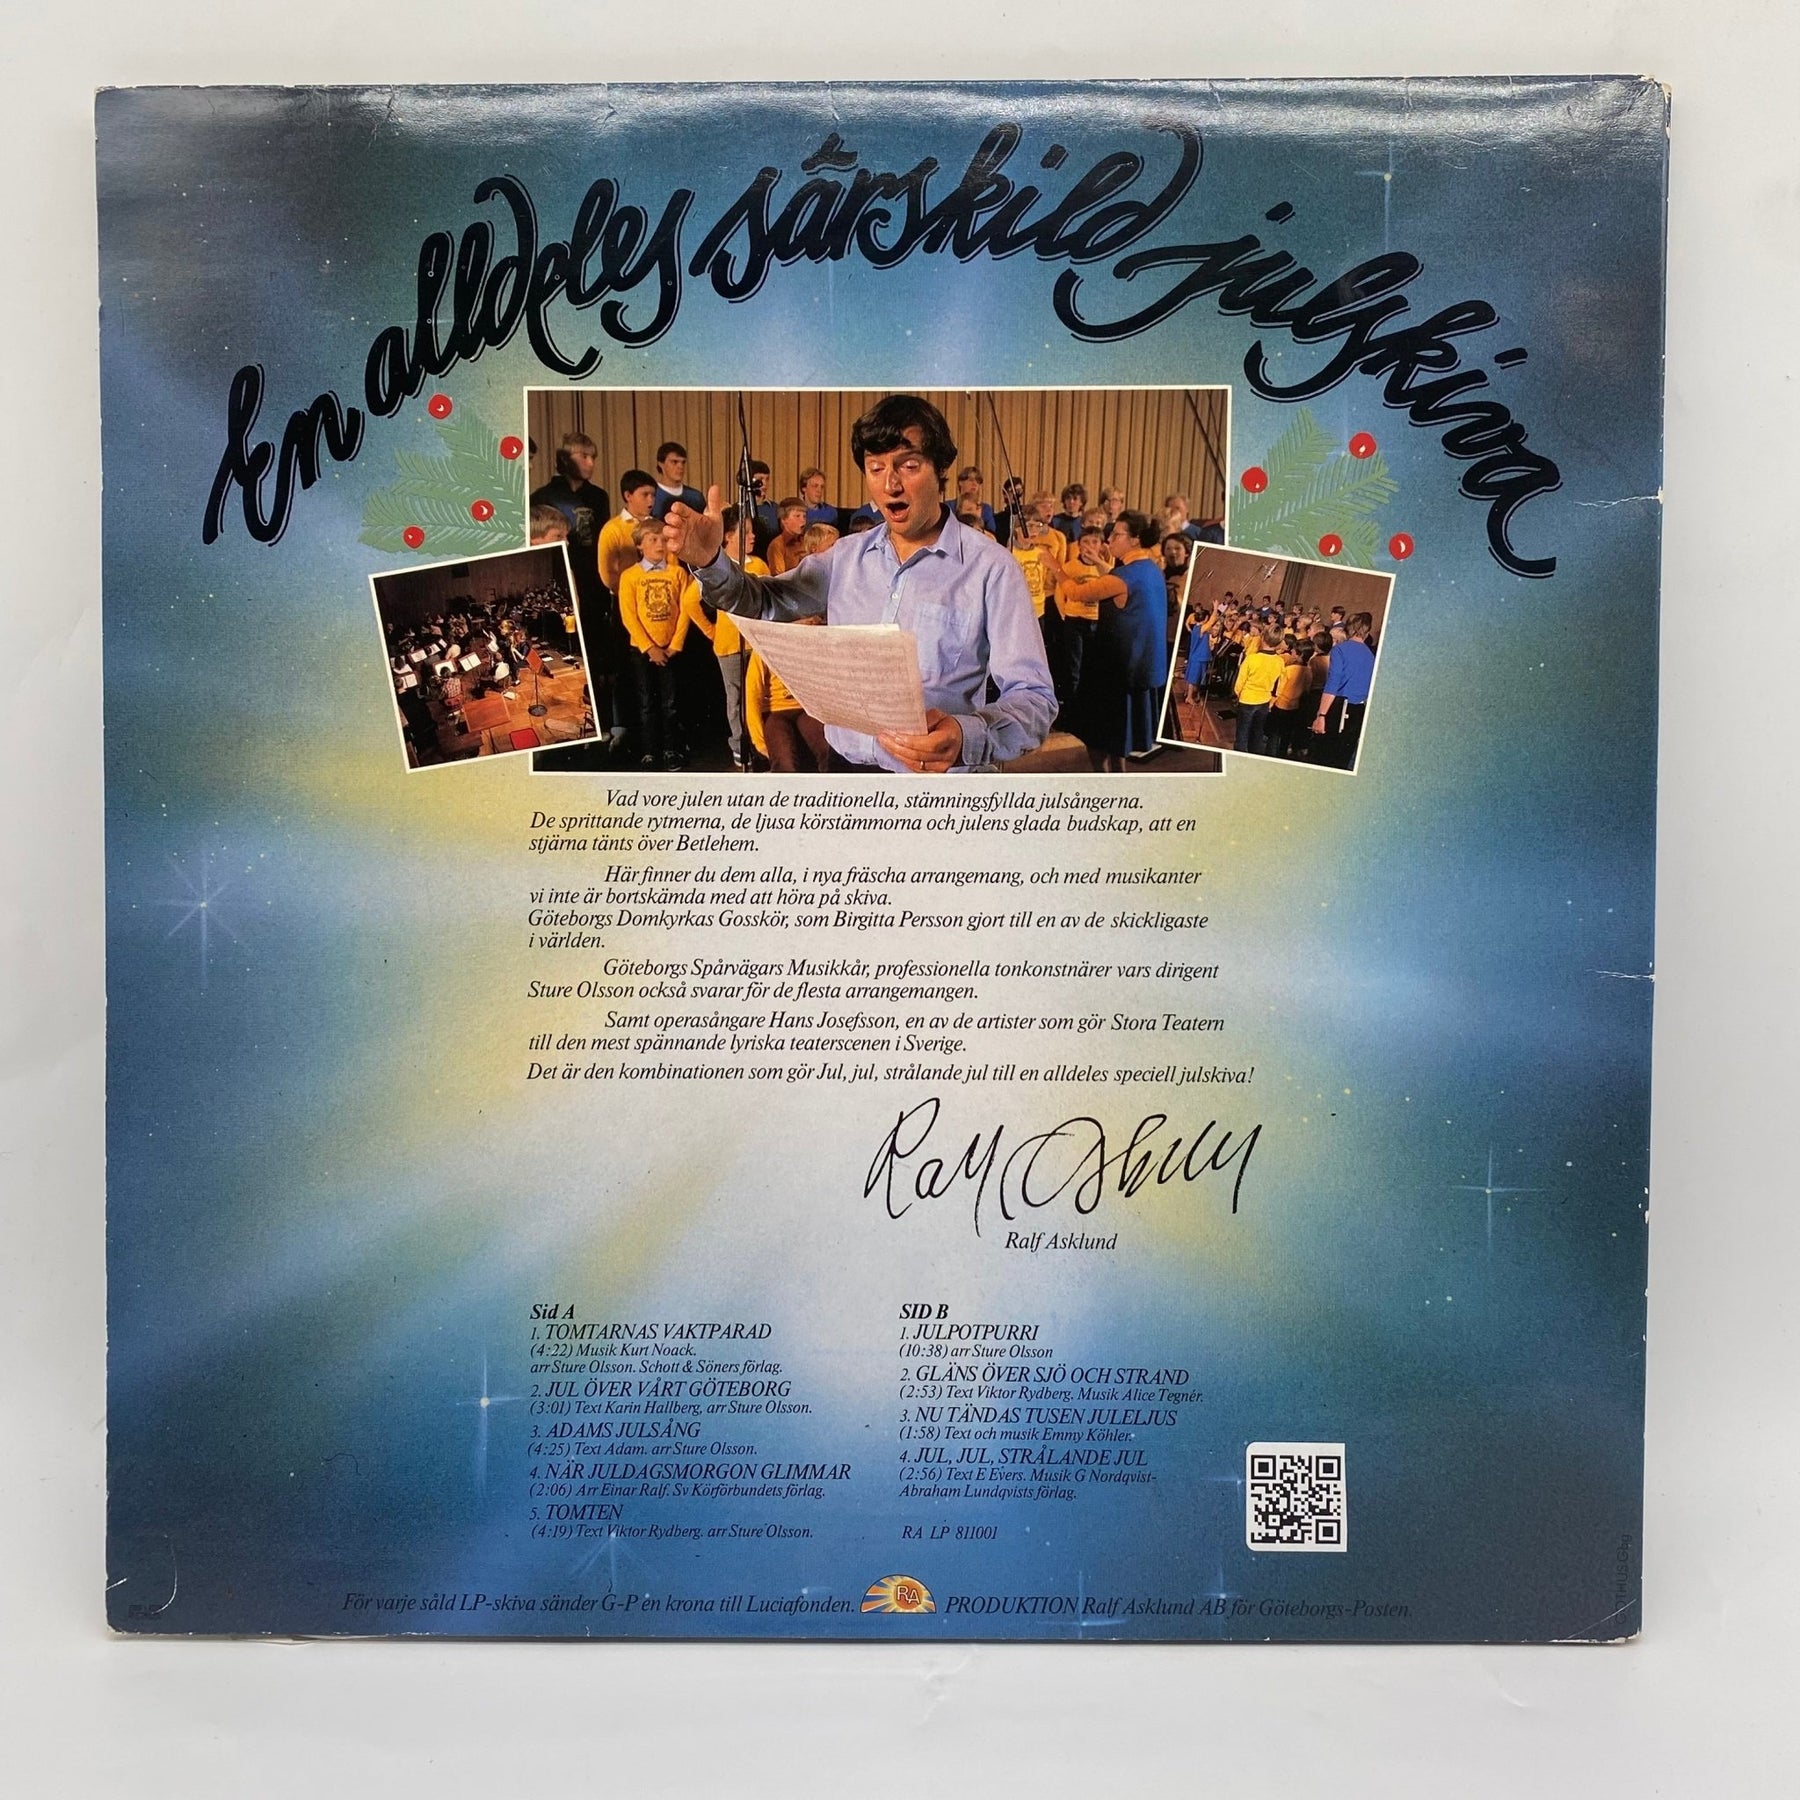 En alldeles särskild julskiva
Vad vore julen utan de traditionella, stämningsfyllda julsångerna.
De sprittande rytmerna, de ljusa körstämmorna och julens glada budskap, att en
stjärna tänts över Betlehem.
Här finner du dem alla, i nya fräscha arrangemang, och med musikanter
vi inte är bortskämda med att höra på skiva.
Göteborgs Domkyrkas Gosskör, som Birgitta Persson gjort till en av de skickligaste
i världen.
Göteborgs Spårvägars Musikkår, professionella tonkonstnärer vars dirigent
Sture Olsson också svarar för de flesta arrangemangen.
Samt operasångare Hans Josefsson, en av de artister som gör Stora Teatern
till den mest spännande lyriska teaterscenen i Sverige.
Det är den kombinationen som gör Jul, jul, strålande jul till en alldeles speciell julskiva!
Ralf Asklund
Sid A
1. TOMTARNAS VAKTPARAD
(4:22) Musik Kurt Noack.
arr Sture Olsson. Schott & Söners förlag.
2. JUL ÖVER VÅRT GÖTEBORG
(3:01) Text Karin Hallberg, arr Sture Olsson.
3. ADAMS JULSÅNG
(4:25) Text Adam. arr Sture Olsson.
4. NÄR JULDAGSMORGON GLIMMAR
(2:06) Arr Einar Ralf. Sv Körförbundets förlag.
5. TOMTEN
(4:19) Text Viktor Rydberg. arr Sture Olsson.
SID B
1. JULPOTPURRI
(10:38) arr Sture Olsson
2. GLÄNS ÖVER SJÖ OCH STRAND
(2:53) Text Viktor Rydberg. Musik Alice Tegnér.
3. NU TÄNDAS TUSEN JULELJUS
(1:58) Text och musik Emmy Köhler.
4. JUL, JUL, STRÅLANDE JUL
(2:56) Text E Evers. Musik G Nordqvist-
Abraham Lundqvists förlag.
RA LP 811001
För varje såld LP-skiva sänder G-P en krona till Luciafonden.
RA
PRODUKTION Ralf Asklund AB för Göteborgs-Posten.